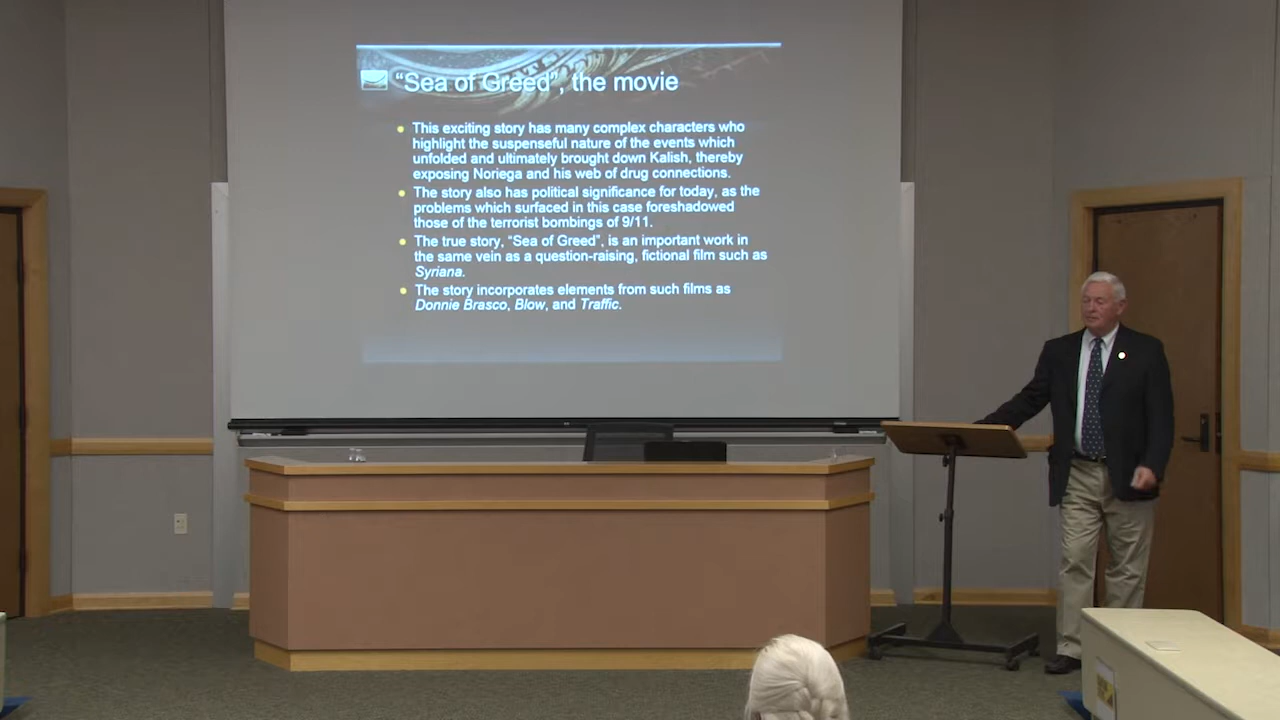 "Sea of Greed", the movie
This exciting story has many complex characters who
highlight the suspenseful nature of the events which
unfolded and ultimately brought down Kalish, thereby
exposing Noriega and his web of drug connections.
The story also has political significance for today, as the
problems which surfaced in this case foreshadowed
those of the terrorist bombings of 9/11.
The true story, "Sea of Greed", is an important work in
the same vein as a question-raising, fictional film such as
Syriana.
The story incorporates elements from such films as
Donnie Brasco, Blow, and Traffic.